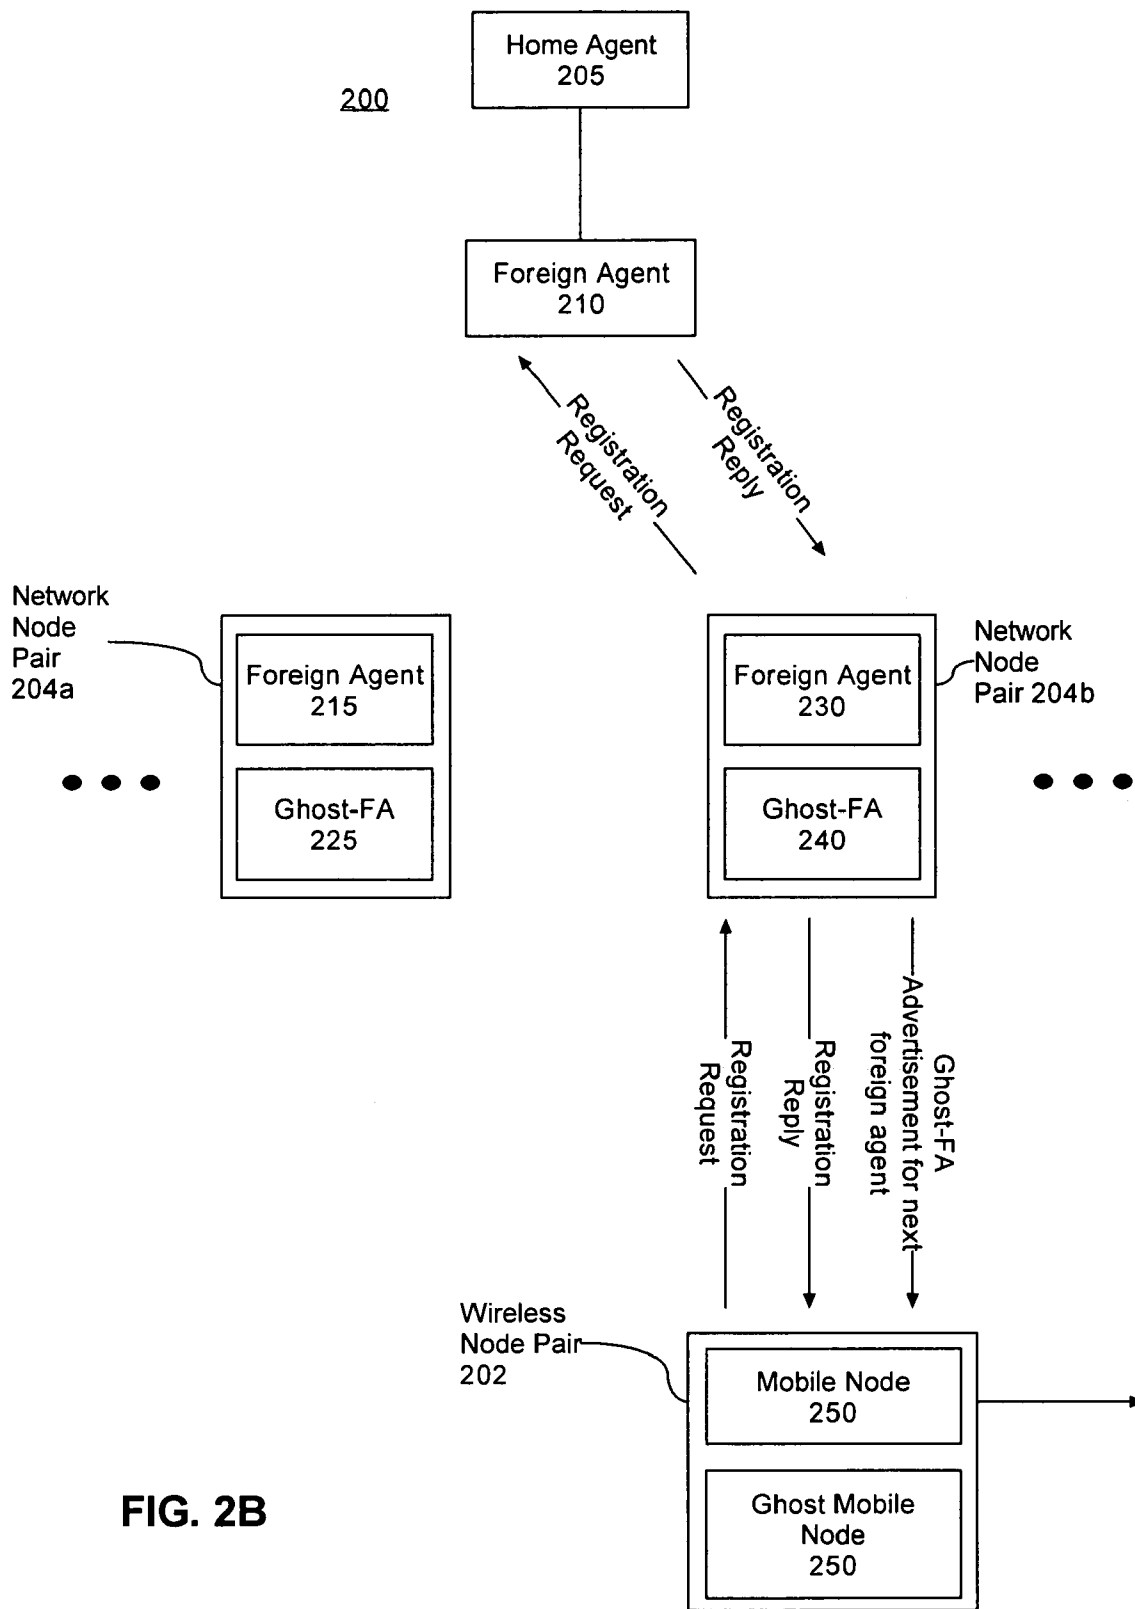 Home Agent
205
200
Foreign Agent
210
Registration
Request
Registration
Reply
Network
Node
Pair
204a
Foreign Agent
215
Ghost-FA
225
Foreign Agent
230
Ghost-FA
240
Network
Node
Pair 204b
Registration
Request
Registration
Reply
Ghost-FA
Advertisement for next
foreign agent
Wireless
Node Pair
202
Mobile Node
250
Ghost Mobile
Node
250
FIG. 2B